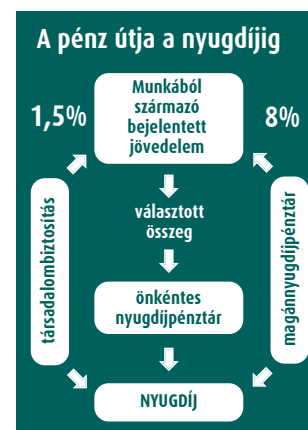 A pénz útja a nyugdíjig
1,5%
Munkából
származó
bejelentett
jövedelem
8%
társadalombiztosítás
választott
összeg
magánnyugdíjpénztár
önkéntes
nyugdíjpénztár
NYUGDÍJ